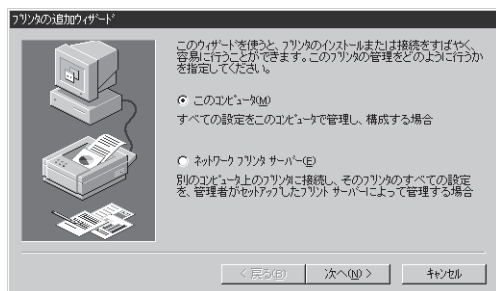 プリンタの追加ウィザード
このウィザードを使うと、プリンタのインストールまたは接続をすばやく、
容易に行うことができます。このプリンタの管理をどのように行うか
を指定してください。
このコンピュータ(M)
すべての設定をこのコンピュータで管理し、構成する場合
ネットワーク プリンタ サーバー(E)
別のコンピュータ上のプリンタに接続し、そのプリンタのすべての設定
を、管理者がセットアップしたプリント サーバーによって管理する場合
< 戻る(B) 次へ(N) > キャンセル